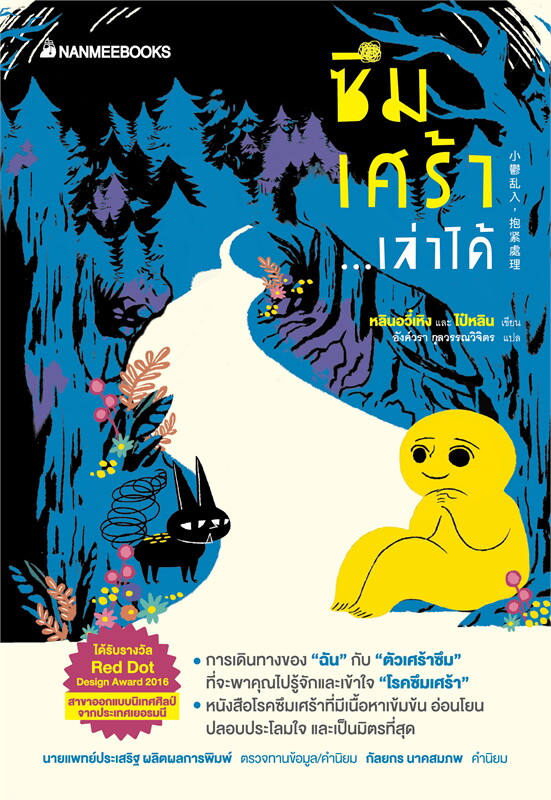 NANMEEBOOKS
ซึม
เศร้า
...เล่าได้
小鬱乱入，抱紧處理
หลินอวี๋เหิง และ ไป๋หลิน เขียน
อังค์วรา กุลวรรณวิจิตร แปล
ได้รับรางวัล
Red Dot
Design Award 2016
สาขาออกแบบนิเทศศิลป์
จากประเทศเยอรมนี
• การเดินทางของ “ฉัน” กับ “ตัวเศร้าซึม”
ที่จะพาคุณไปรู้จักและเข้าใจ “โรคซึมเศร้า”
• หนังสือโรคซึมเศร้าที่มีเนื้อหาเข้มข้น อ่อนโยน
ปลอบประโลมใจ และเป็นมิตรที่สุด
นายแพทย์ประเสริฐ ผลิตผลการพิมพ์ ตรวจทานข้อมูล/คำนิยม กัลยกร นาคสมภพ คำนิยม